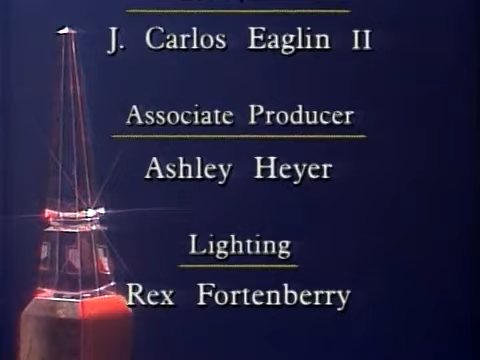 J. Carlos Eaglin II
Associate Producer
Ashley Heyer
Lighting
Rex Fortenberry